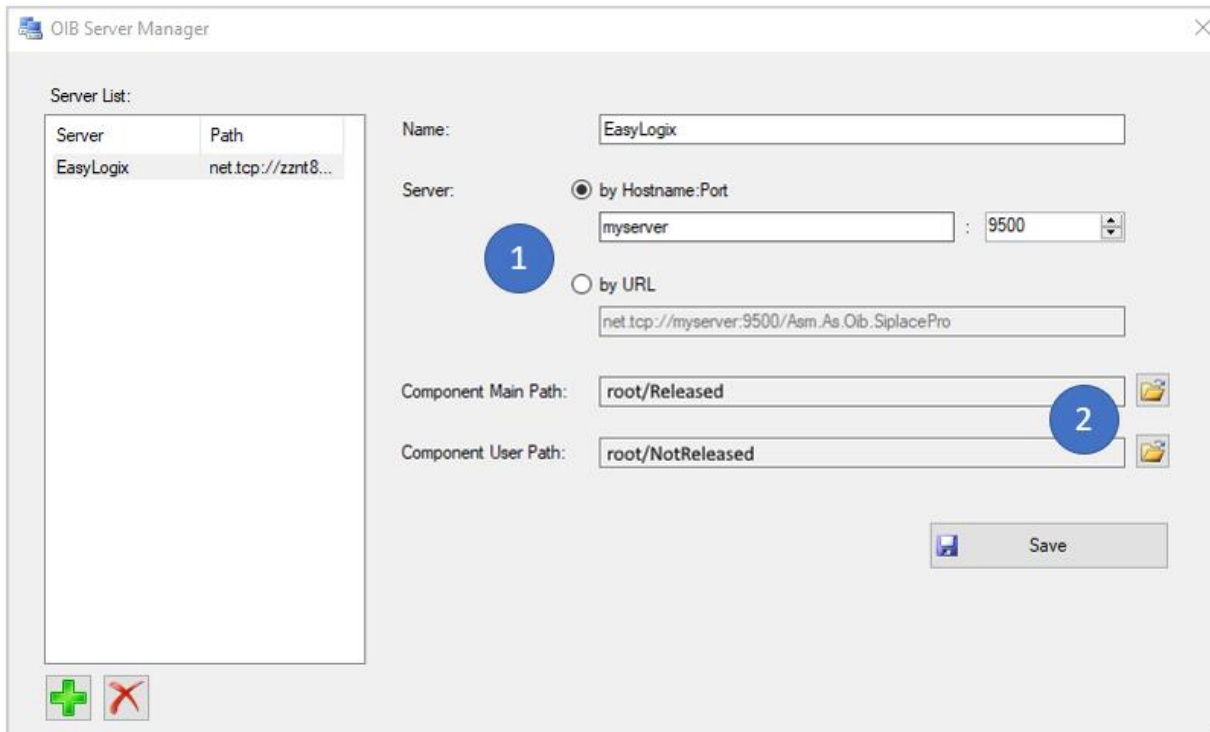 OIB Server Manager
Server List:
Server Path
EasyLogix net.tcp://zznt8...
Name: EasyLogix
Server: by Hostname:Port
myserver : 9500
1
by URL
net.tcp://myserver:9500/Asm.As.Oib.SiplacePro
Component Main Path: root/Released
2
Component User Path: root/NotReleased
Save